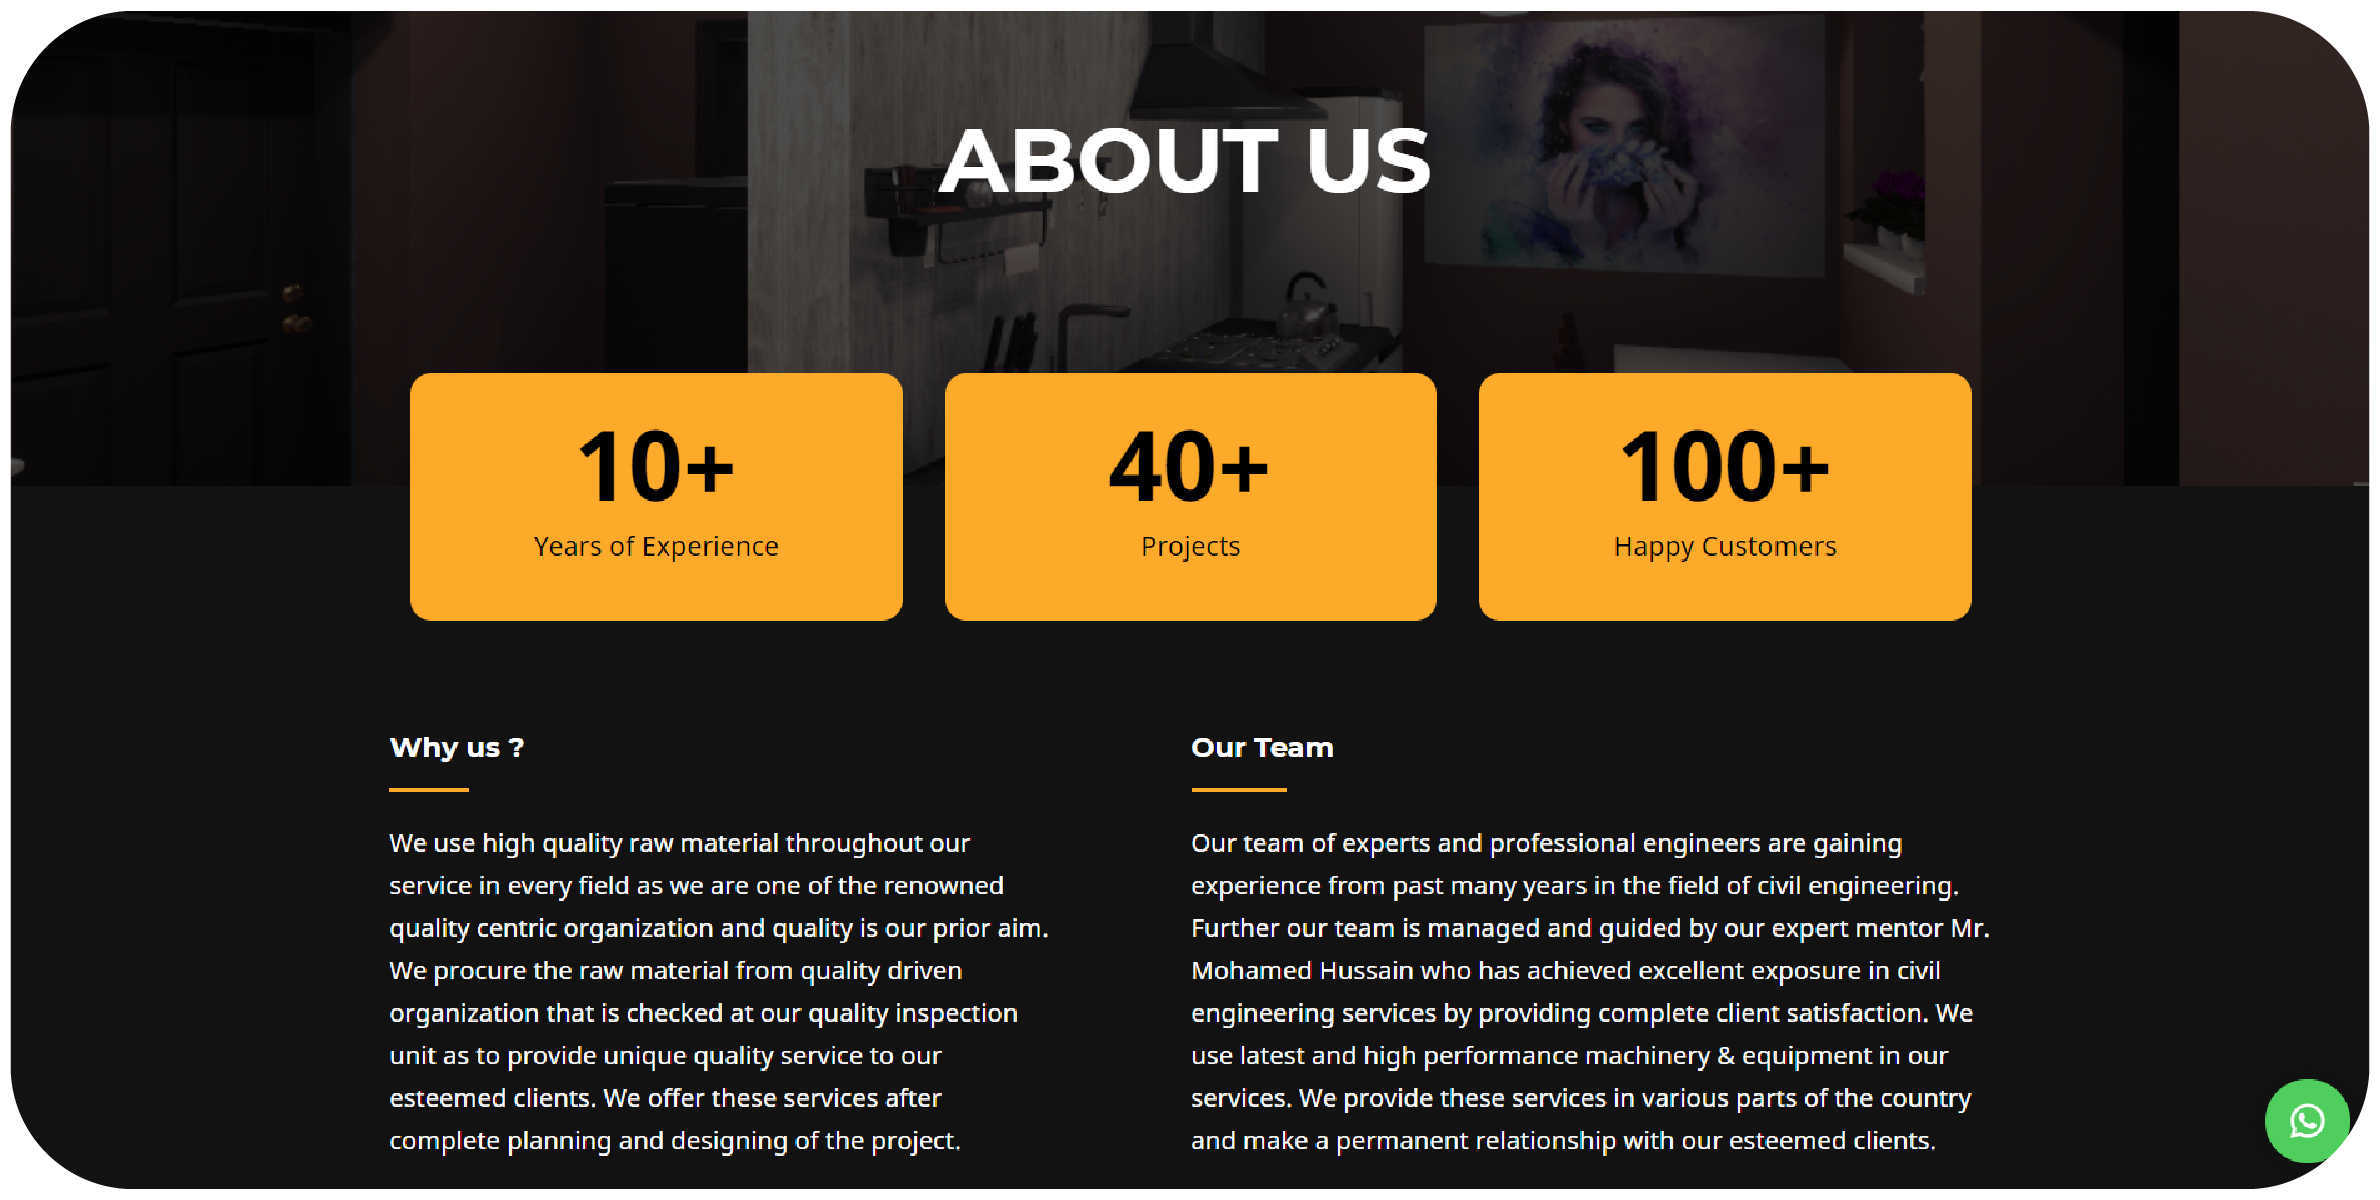 ABOUT US
10+
Years of Experience
40+
Projects
100+
Happy Customers
Why us ?
We use high quality raw material throughout our
service in every field as we are one of the renowned
quality centric organization and quality is our prior aim.
We procure the raw material from quality driven
organization that is checked at our quality inspection
unit as to provide unique quality service to our
esteemed clients. We offer these services after
complete planning and designing of the project.
Our Team
Our team of experts and professional engineers are gaining
experience from past many years in the field of civil engineering.
Further our team is managed and guided by our expert mentor Mr.
Mohamed Hussain who has achieved excellent exposure in civil
engineering services by providing complete client satisfaction. We
use latest and high performance machinery & equipment in our
services. We provide these services in various parts of the country
and make a permanent relationship with our esteemed clients.